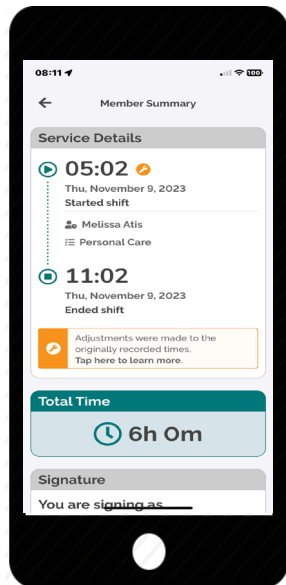 08:11
100
Member Summary
Service Details
05:02
Thu, November 9, 2023
Started shift
Melissa Atis
Personal Care
11:02
Thu, November 9, 2023
Ended shift
Adjustments were made to the
originally recorded times.
Tap here to learn more.
Total Time
6h 0m
Signature
You are signing as